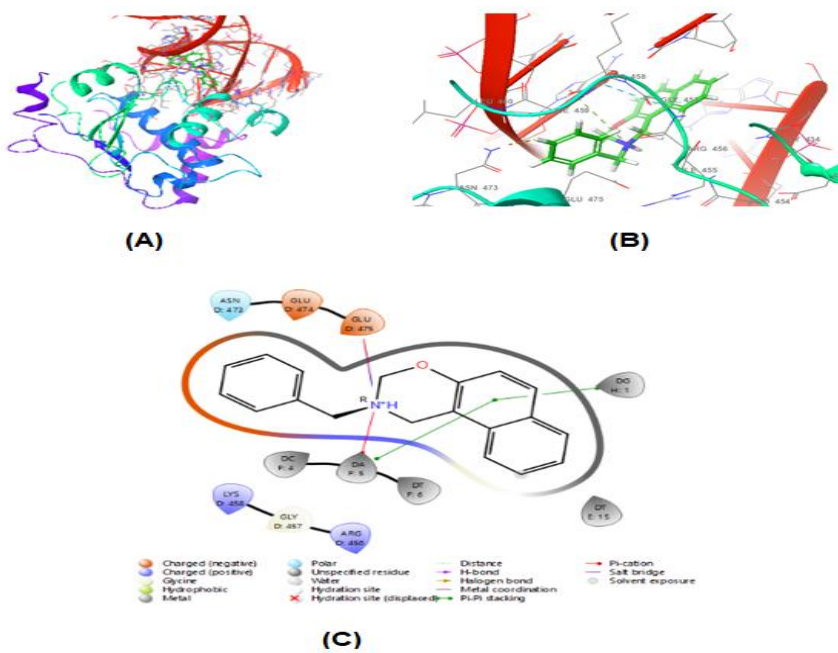 (A)
(B)
458
ASN 473
GLU 475
ARG 456
455
454
ASN
D: 473
GLU
D: 474
GLU
D: 475
O
R
N⁺H
DG
H: 1
DC
F: 4
DA
F: 5
DT
F: 6
DT
E: 15
LYS
GLY
D: 457
ARG
Charged (negative)
Charged (positive)
Glycine
Hydrophobic
Metal
Polar
Unspecified residue
Water
Hydration site
Hydration site (displaced)
Distance
H-bond
Halogen bond
Metal coordination
Pi-Pi stacking
Pi-cation
Salt bridge
Solvent exposure
(C)